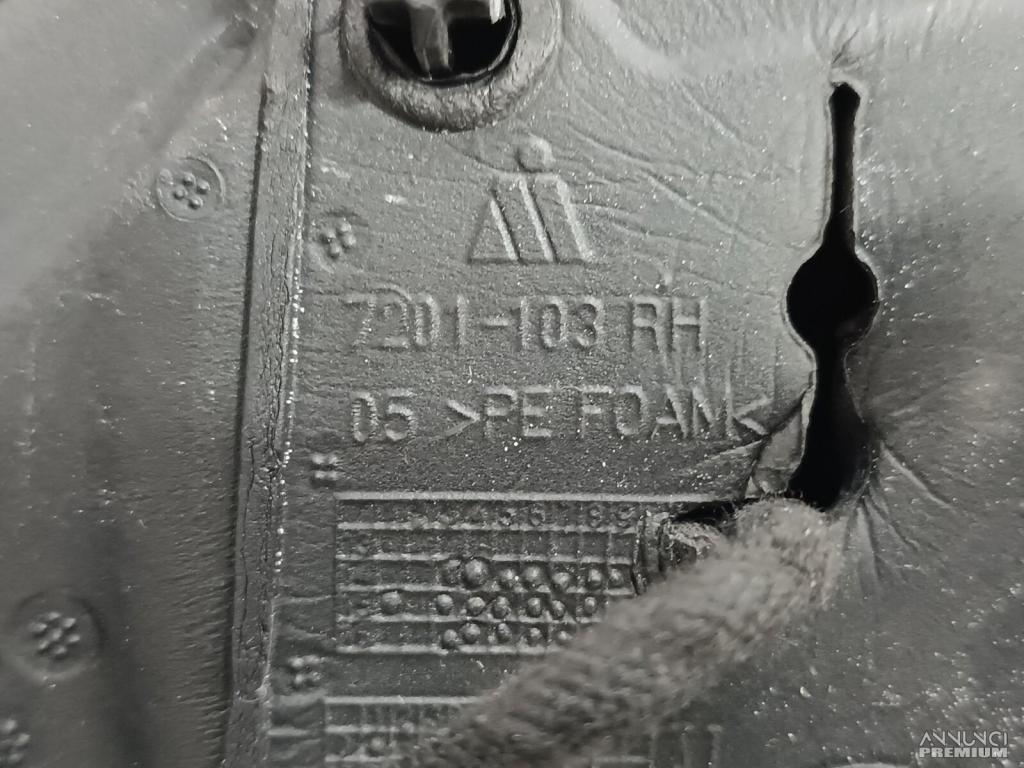 7201-103 RH
05 >PE FOAM<
ANNUNCI
PREMIUM